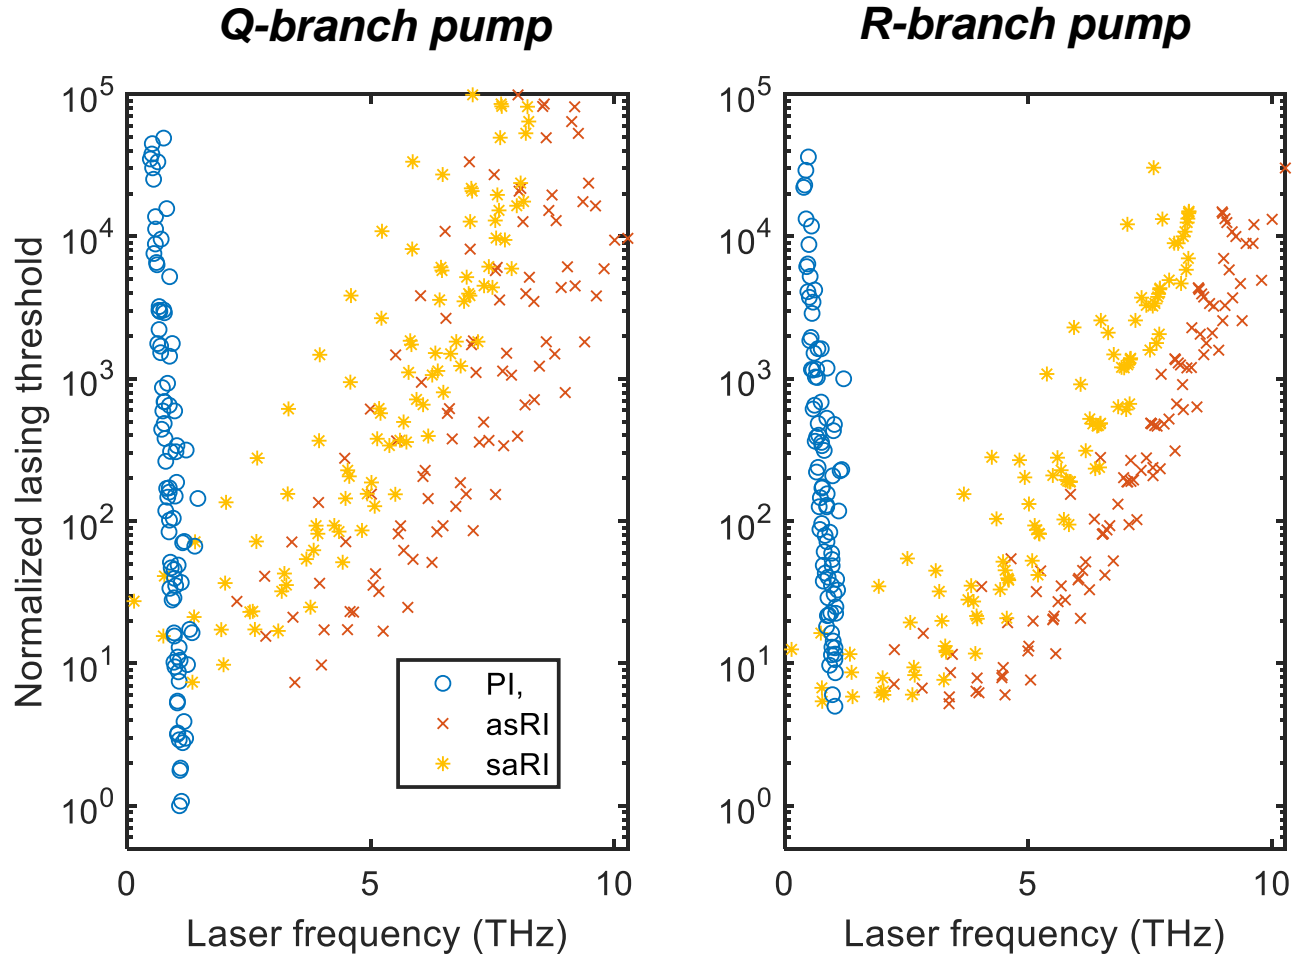 Q-branch pump
R-branch pump
Normalized lasing threshold
10^5
10^4
10^3
10^2
10^1
10^0
PI,
asRI
saRI
0
5
10
Laser frequency (THz)
10^5
10^4
10^3
10^2
10^1
10^0
0
5
10
Laser frequency (THz)